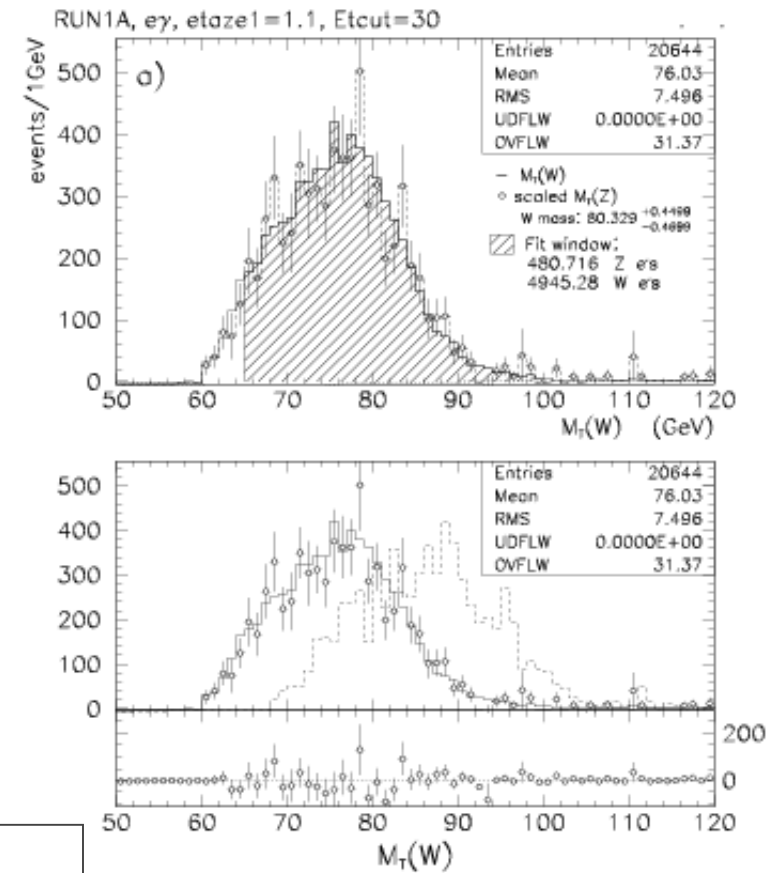 RUN1A, eγ, etaze1=1.1, Etcut=30
events/1GeV
a)
500
400
300
200
100
0
Entries 20644
Mean 76.03
RMS 7.496
UDFLW 0.0000E+00
OVFLW 31.37
— M_T(W)
◦ scaled M_T(Z)
W mass: 80.329 +0.4499 -0.4699
Fit window:
480.716 Z e's
4945.28 W e's
50 60 70 80 90 100 110 120
M_T(W) (GeV)
500
400
300
200
100
0
Entries 20644
Mean 76.03
RMS 7.496
UDFLW 0.0000E+00
OVFLW 31.37
200
0
50 60 70 80 90 100 110 120
M_T(W)